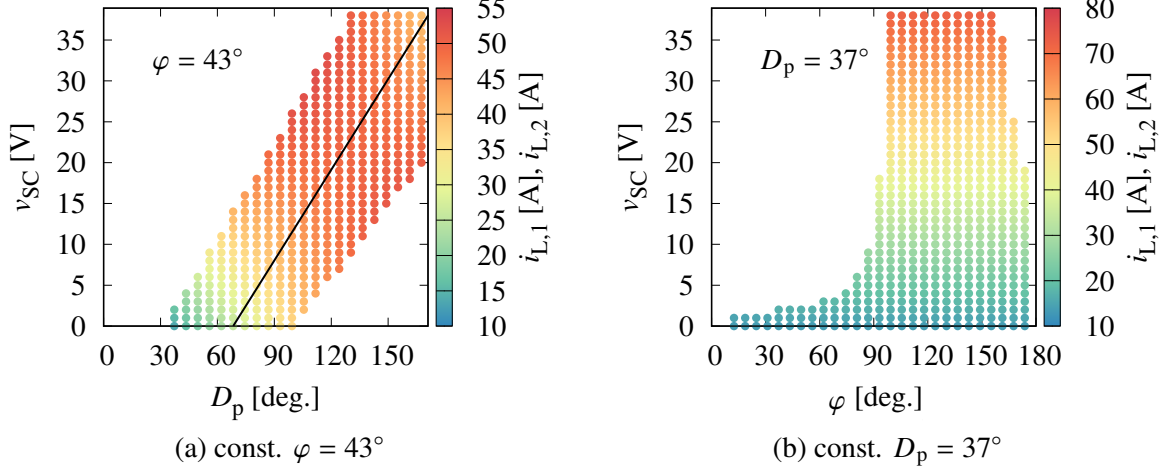 φ = 43°
v_SC [V]
35
30
25
20
15
10
5
0
0 30 60 90 120 150
D_p [deg.]
55
50
45
40
35
30
25
20
15
10
i_L,1 [A], i_L,2 [A]
(a) const. φ = 43°
D_p = 37°
v_SC [V]
35
30
25
20
15
10
5
0
0 30 60 90 120 150 180
φ [deg.]
80
70
60
50
40
30
20
10
i_L,1 [A], i_L,2 [A]
(b) const. D_p = 37°